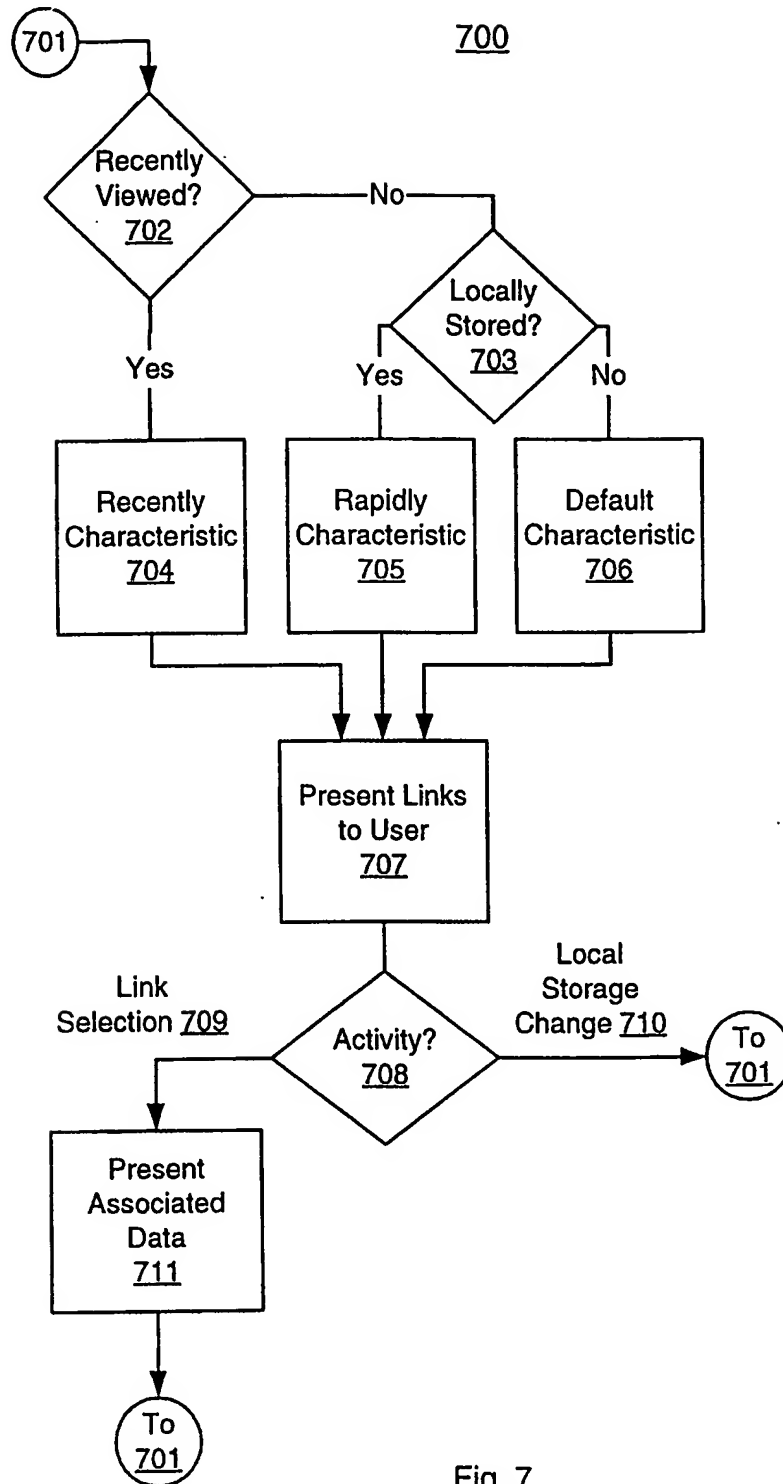 701
700
Recently
Viewed?
702
No
Locally
Stored?
703
Yes
Yes
No
Recently
Characteristic
704
Rapidly
Characteristic
705
Default
Characteristic
706
Present Links
to User
707
Link
Selection 709
Local
Storage
Change 710
Activity?
708
To
701
Present
Associated
Data
711
To
701
Fig. 7